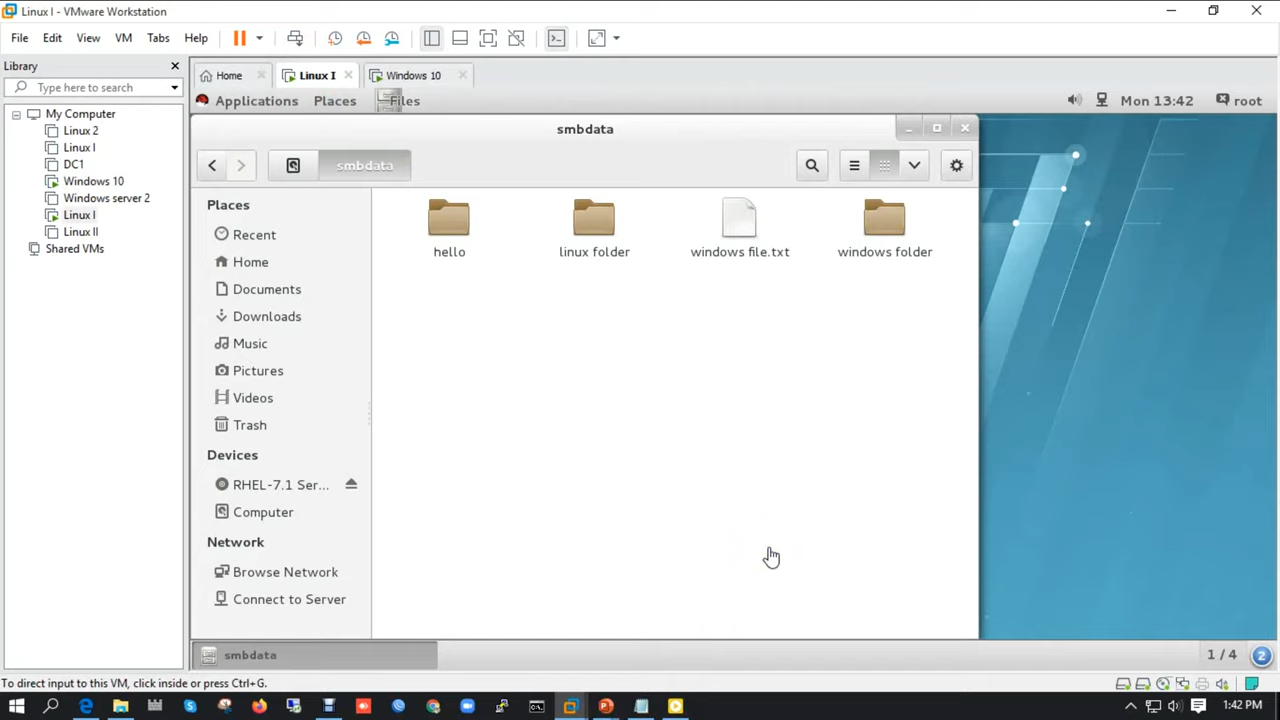 Linux I - VMware Workstation
File Edit View VM Tabs Help
Library
Type here to search
My Computer
Linux 2
Linux I
DC1
Windows 10
Windows server 2
Linux I
Linux II
Shared VMs
Home Linux I Windows 10
Applications Places Files Mon 13:42 root
smbdata
smbdata
Places
Recent
Home
Documents
Downloads
Music
Pictures
Videos
Trash
Devices
RHEL-7.1 Ser...
Computer
Network
Browse Network
Connect to Server
hello linux folder windows file.txt windows folder
smbdata 1 / 4 2
To direct input to this VM, click inside or press Ctrl+G.
1:42 PM